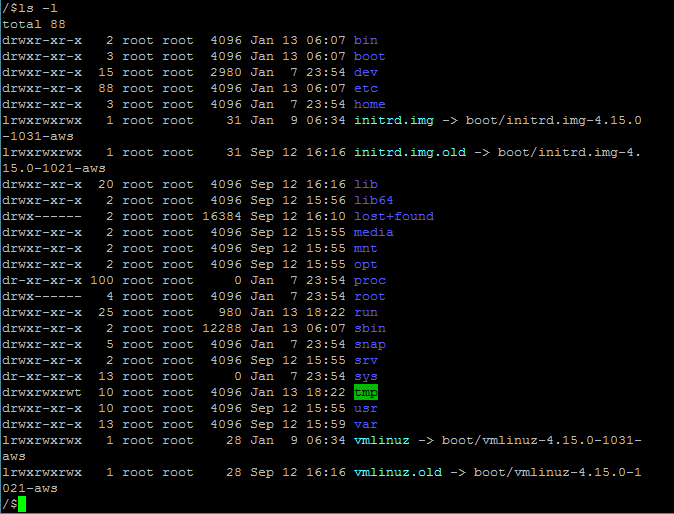 /$ls -l
total 88
drwxr-xr-x   2 root root  4096 Jan 13 06:07 bin
drwxr-xr-x   3 root root  4096 Jan 13 06:07 boot
drwxr-xr-x  15 root root  2980 Jan  7 23:54 dev
drwxr-xr-x  88 root root  4096 Jan 13 06:07 etc
drwxr-xr-x   3 root root  4096 Jan  7 23:54 home
lrwxrwxrwx   1 root root    31 Jan  9 06:34 initrd.img -> boot/initrd.img-4.15.0
-1031-aws
lrwxrwxrwx   1 root root    31 Sep 12 16:16 initrd.img.old -> boot/initrd.img-4.
15.0-1021-aws
drwxr-xr-x  20 root root  4096 Sep 12 16:16 lib
drwxr-xr-x   2 root root  4096 Sep 12 15:56 lib64
drwx------   2 root root 16384 Sep 12 16:10 lost+found
drwxr-xr-x   2 root root  4096 Sep 12 15:55 media
drwxr-xr-x   2 root root  4096 Sep 12 15:55 mnt
drwxr-xr-x   2 root root  4096 Sep 12 15:55 opt
dr-xr-xr-x 100 root root     0 Jan  7 23:54 proc
drwx------   4 root root  4096 Jan  7 23:54 root
drwxr-xr-x  25 root root   980 Jan 13 18:22 run
drwxr-xr-x   2 root root 12288 Jan 13 06:07 sbin
drwxr-xr-x   5 root root  4096 Jan  7 23:54 snap
drwxr-xr-x   2 root root  4096 Sep 12 15:55 srv
dr-xr-xr-x  13 root root     0 Jan  7 23:54 sys
drwxrwxrwt  10 root root  4096 Jan 13 18:22 tmp
drwxr-xr-x  10 root root  4096 Sep 12 15:55 usr
drwxr-xr-x  13 root root  4096 Sep 12 15:59 var
lrwxrwxrwx   1 root root    28 Jan  9 06:34 vmlinuz -> boot/vmlinuz-4.15.0-1031-
aws
lrwxrwxrwx   1 root root    28 Sep 12 16:16 vmlinuz.old -> boot/vmlinuz-4.15.0-1
021-aws
/$